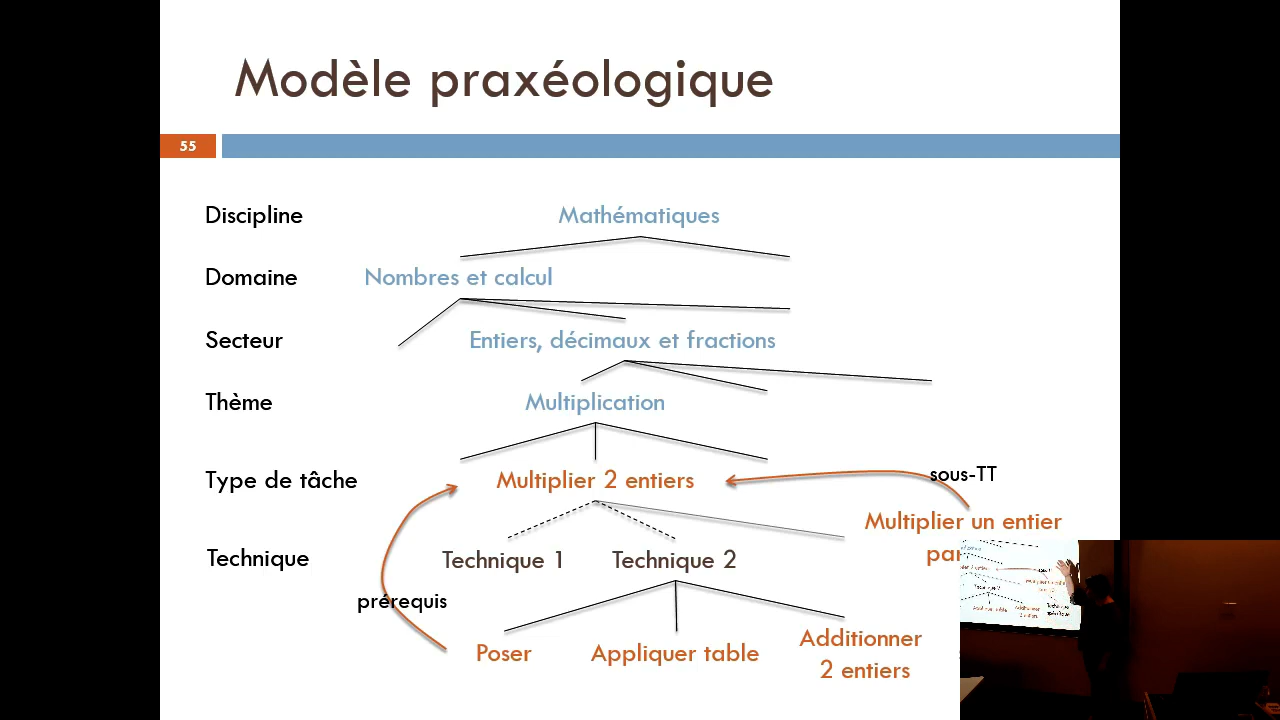 Modèle praxéologique
55
Discipline
Mathématiques
Domaine
Nombres et calcul
Secteur
Entiers, décimaux et fractions
Thème
Multiplication
Type de tâche
Multiplier 2 entiers
sous-TT
Multiplier un entier
Technique
Technique 1
Technique 2
prérequis
Poser
Appliquer table
Additionner
2 entiers